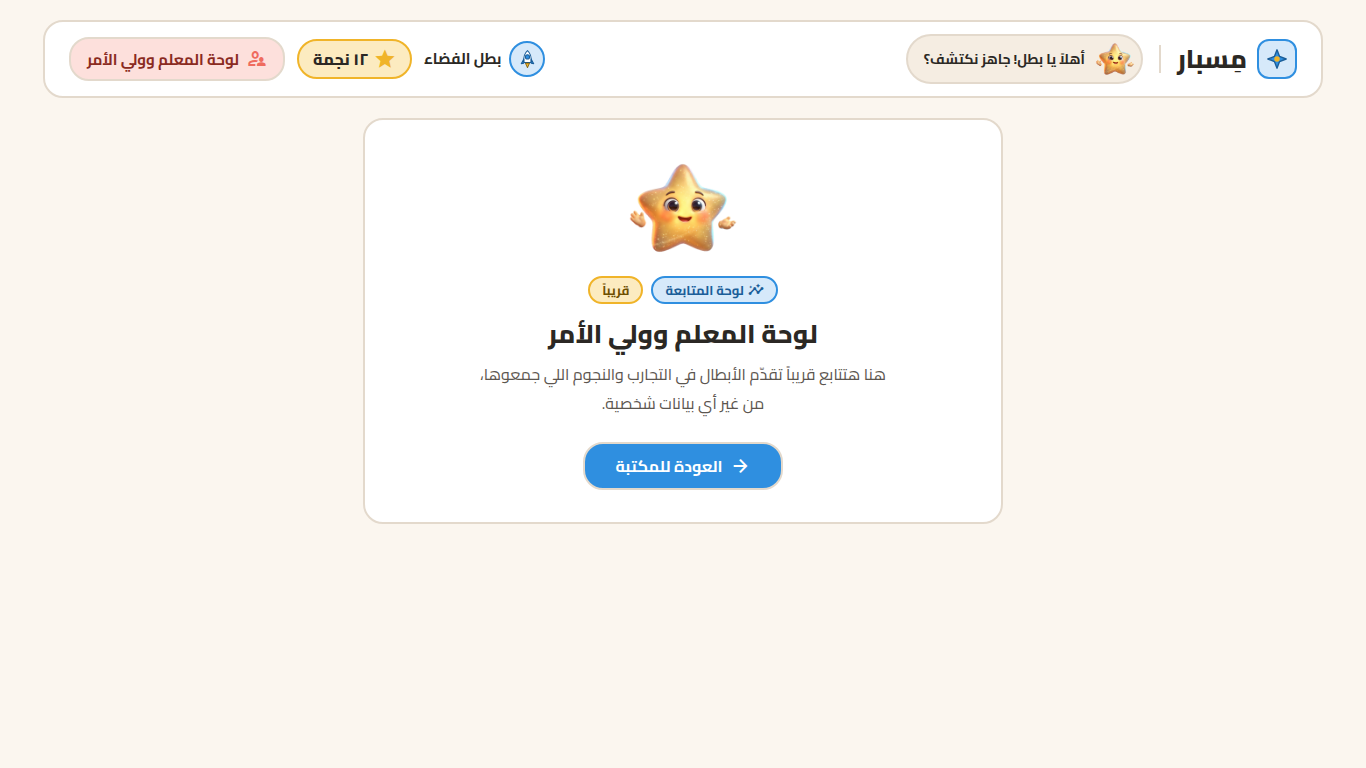 مِسبار
أهلاً يا بطل! جاهز نكتشف؟
بطل الفضاء
١٢ نجمة
لوحة المعلم وولي الأمر
لوحة المتابعة
قريباً
لوحة المعلم وولي الأمر
هنا هتتابع قريباً تقدّم الأبطال في التجارب والنجوم اللي جمعوها،
من غير أي بيانات شخصية.
العودة للمكتبة